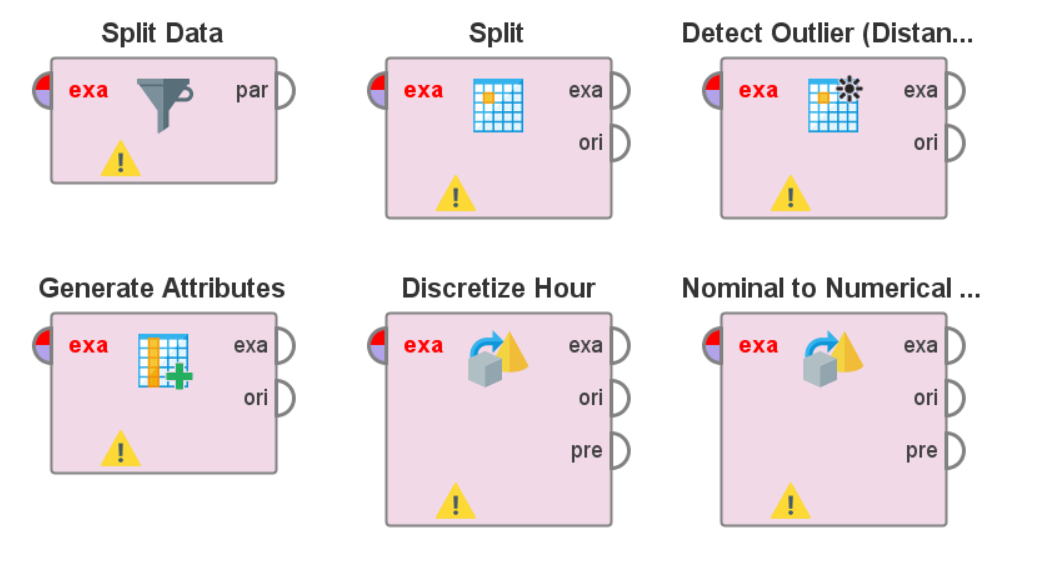 Split Data
exa par
Split
exa exa
ori
Detect Outlier (Distan...
exa exa
ori
Generate Attributes
exa exa
ori
Discretize Hour
exa exa
ori
pre
Nominal to Numerical ...
exa exa
ori
pre